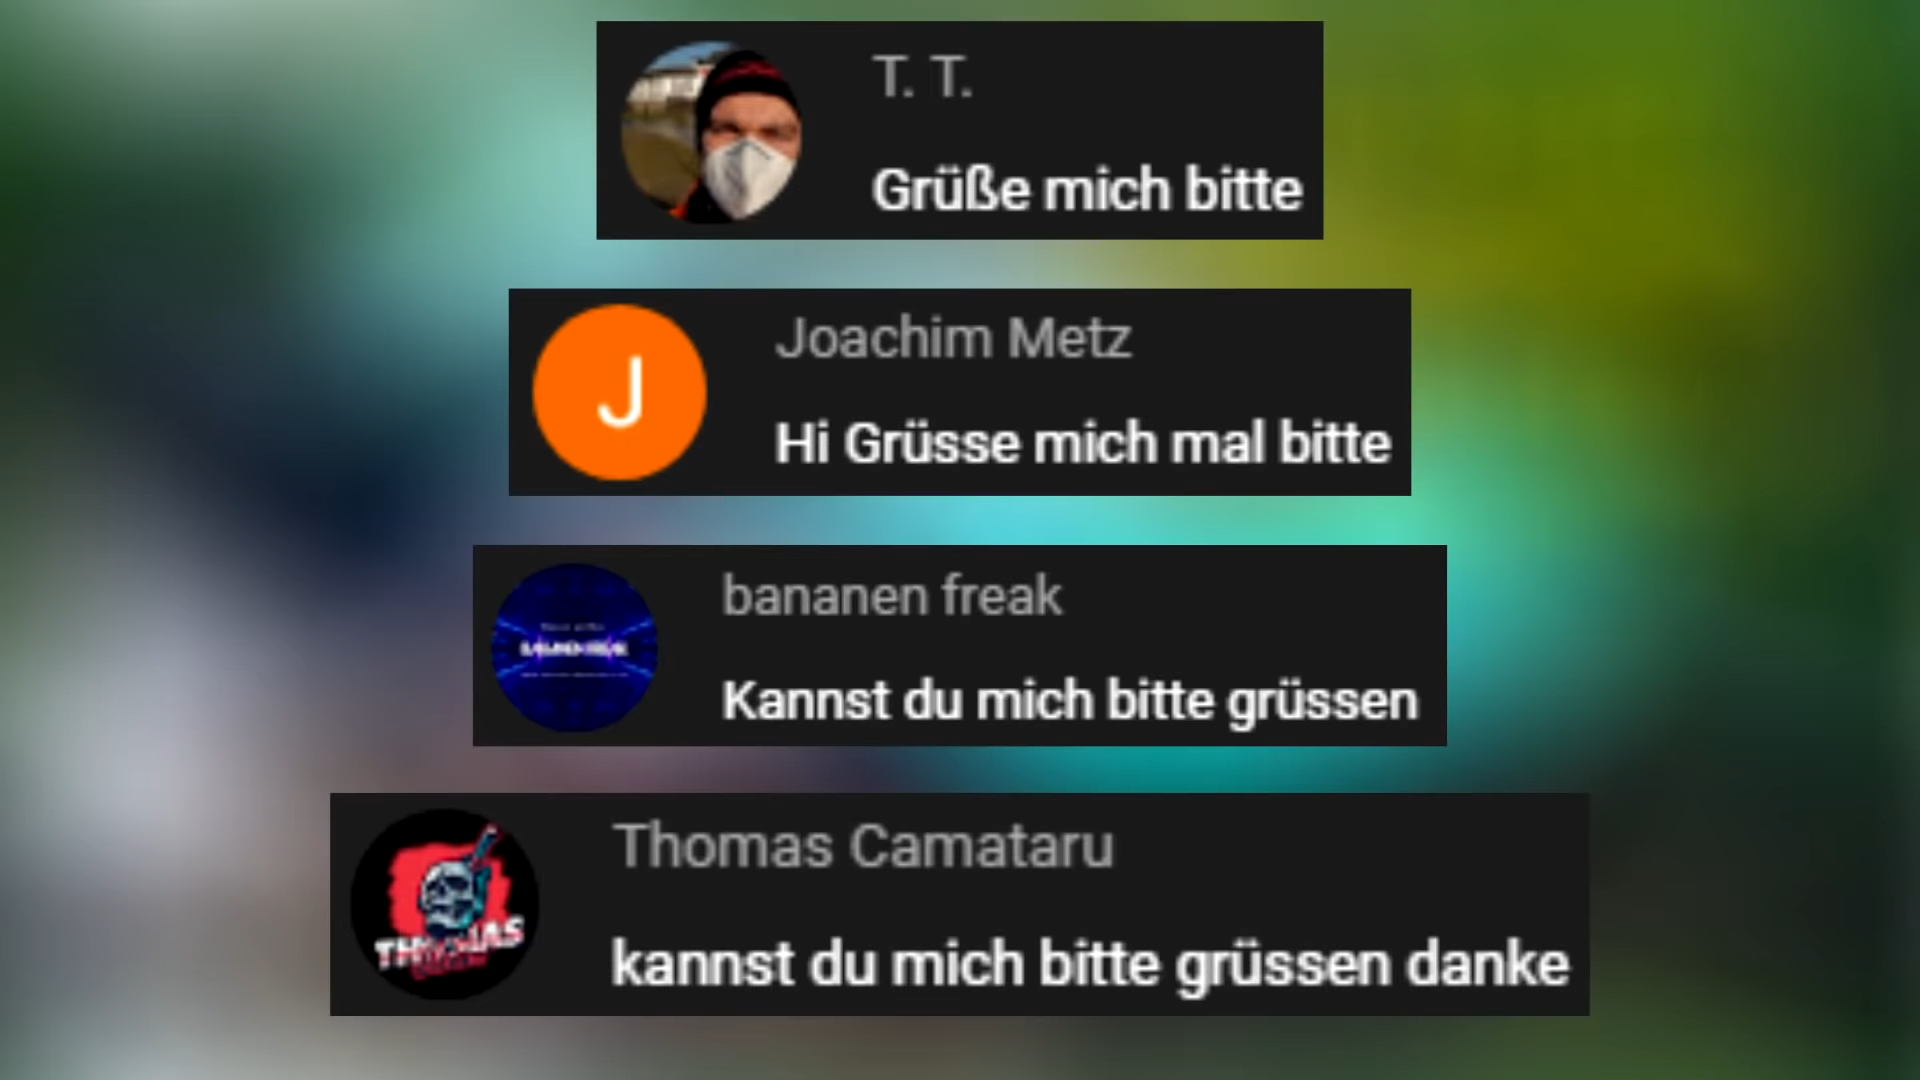 T. T.
Grüße mich bitte
J
Joachim Metz
Hi Grüsse mich mal bitte
bananen freak
Kannst du mich bitte grüssen
Thomas Camataru
kannst du mich bitte grüssen danke
THOMAS